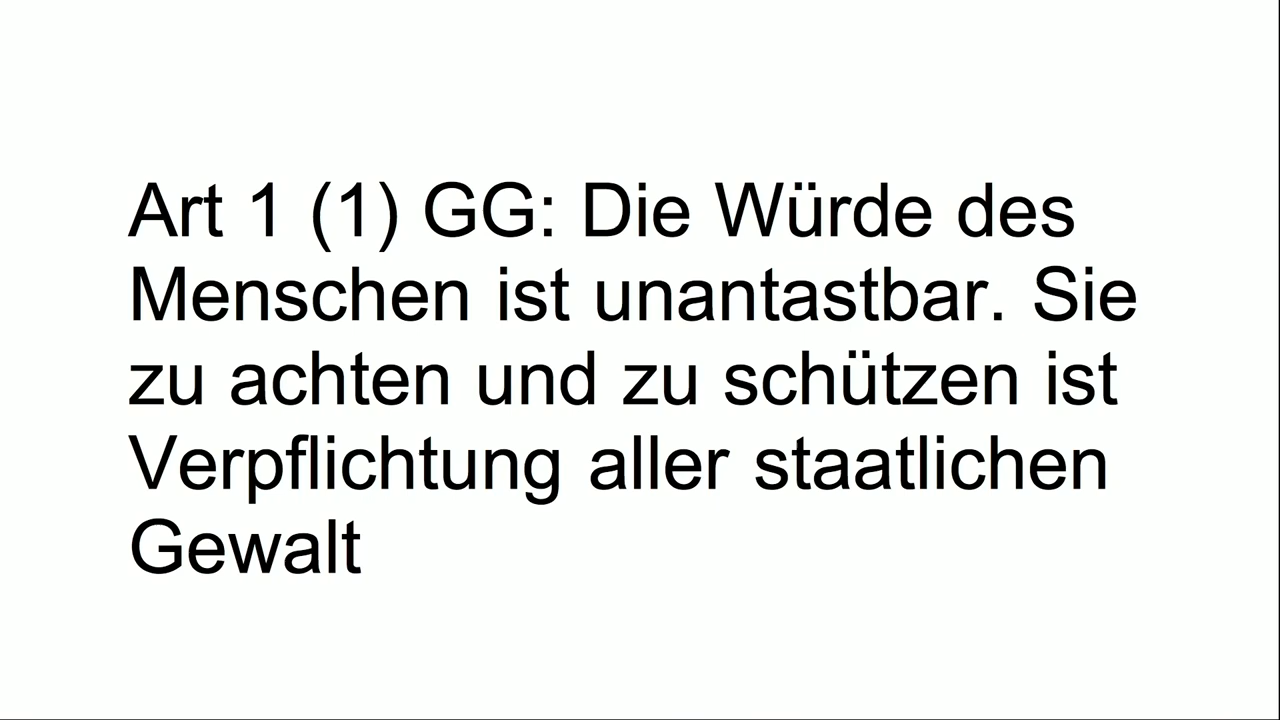 Art 1 (1) GG: Die Würde des
Menschen ist unantastbar. Sie
zu achten und zu schützen ist
Verpflichtung aller staatlichen
Gewalt